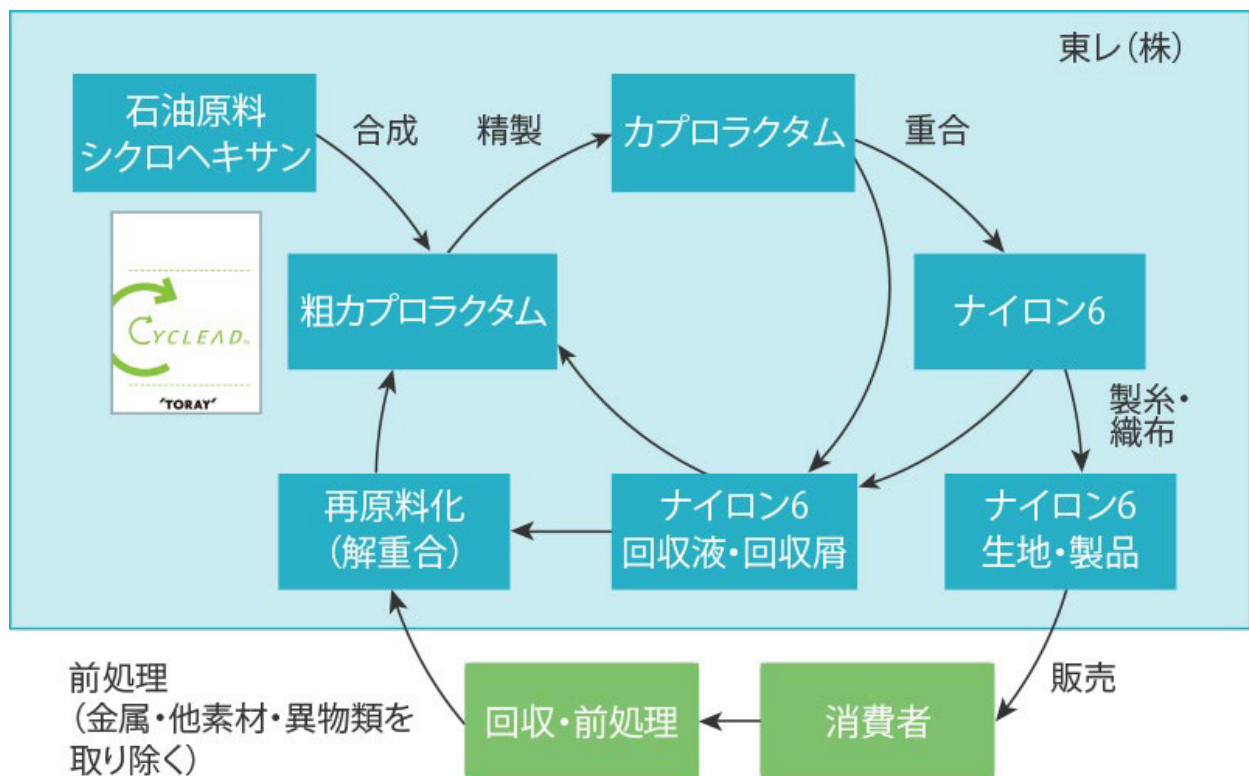 東レ（株）
石油原料
シクロヘキサン
合成
精製
カプロラクタム
重合
CYCLEAD™
'TORAY'
粗カプロラクタム
ナイロン6
製糸・
織布
再原料化
（解重合）
ナイロン6
回収液・回収屑
ナイロン6
生地・製品
前処理
（金属・他素材・異物類を
取り除く）
回収・前処理
消費者
販売